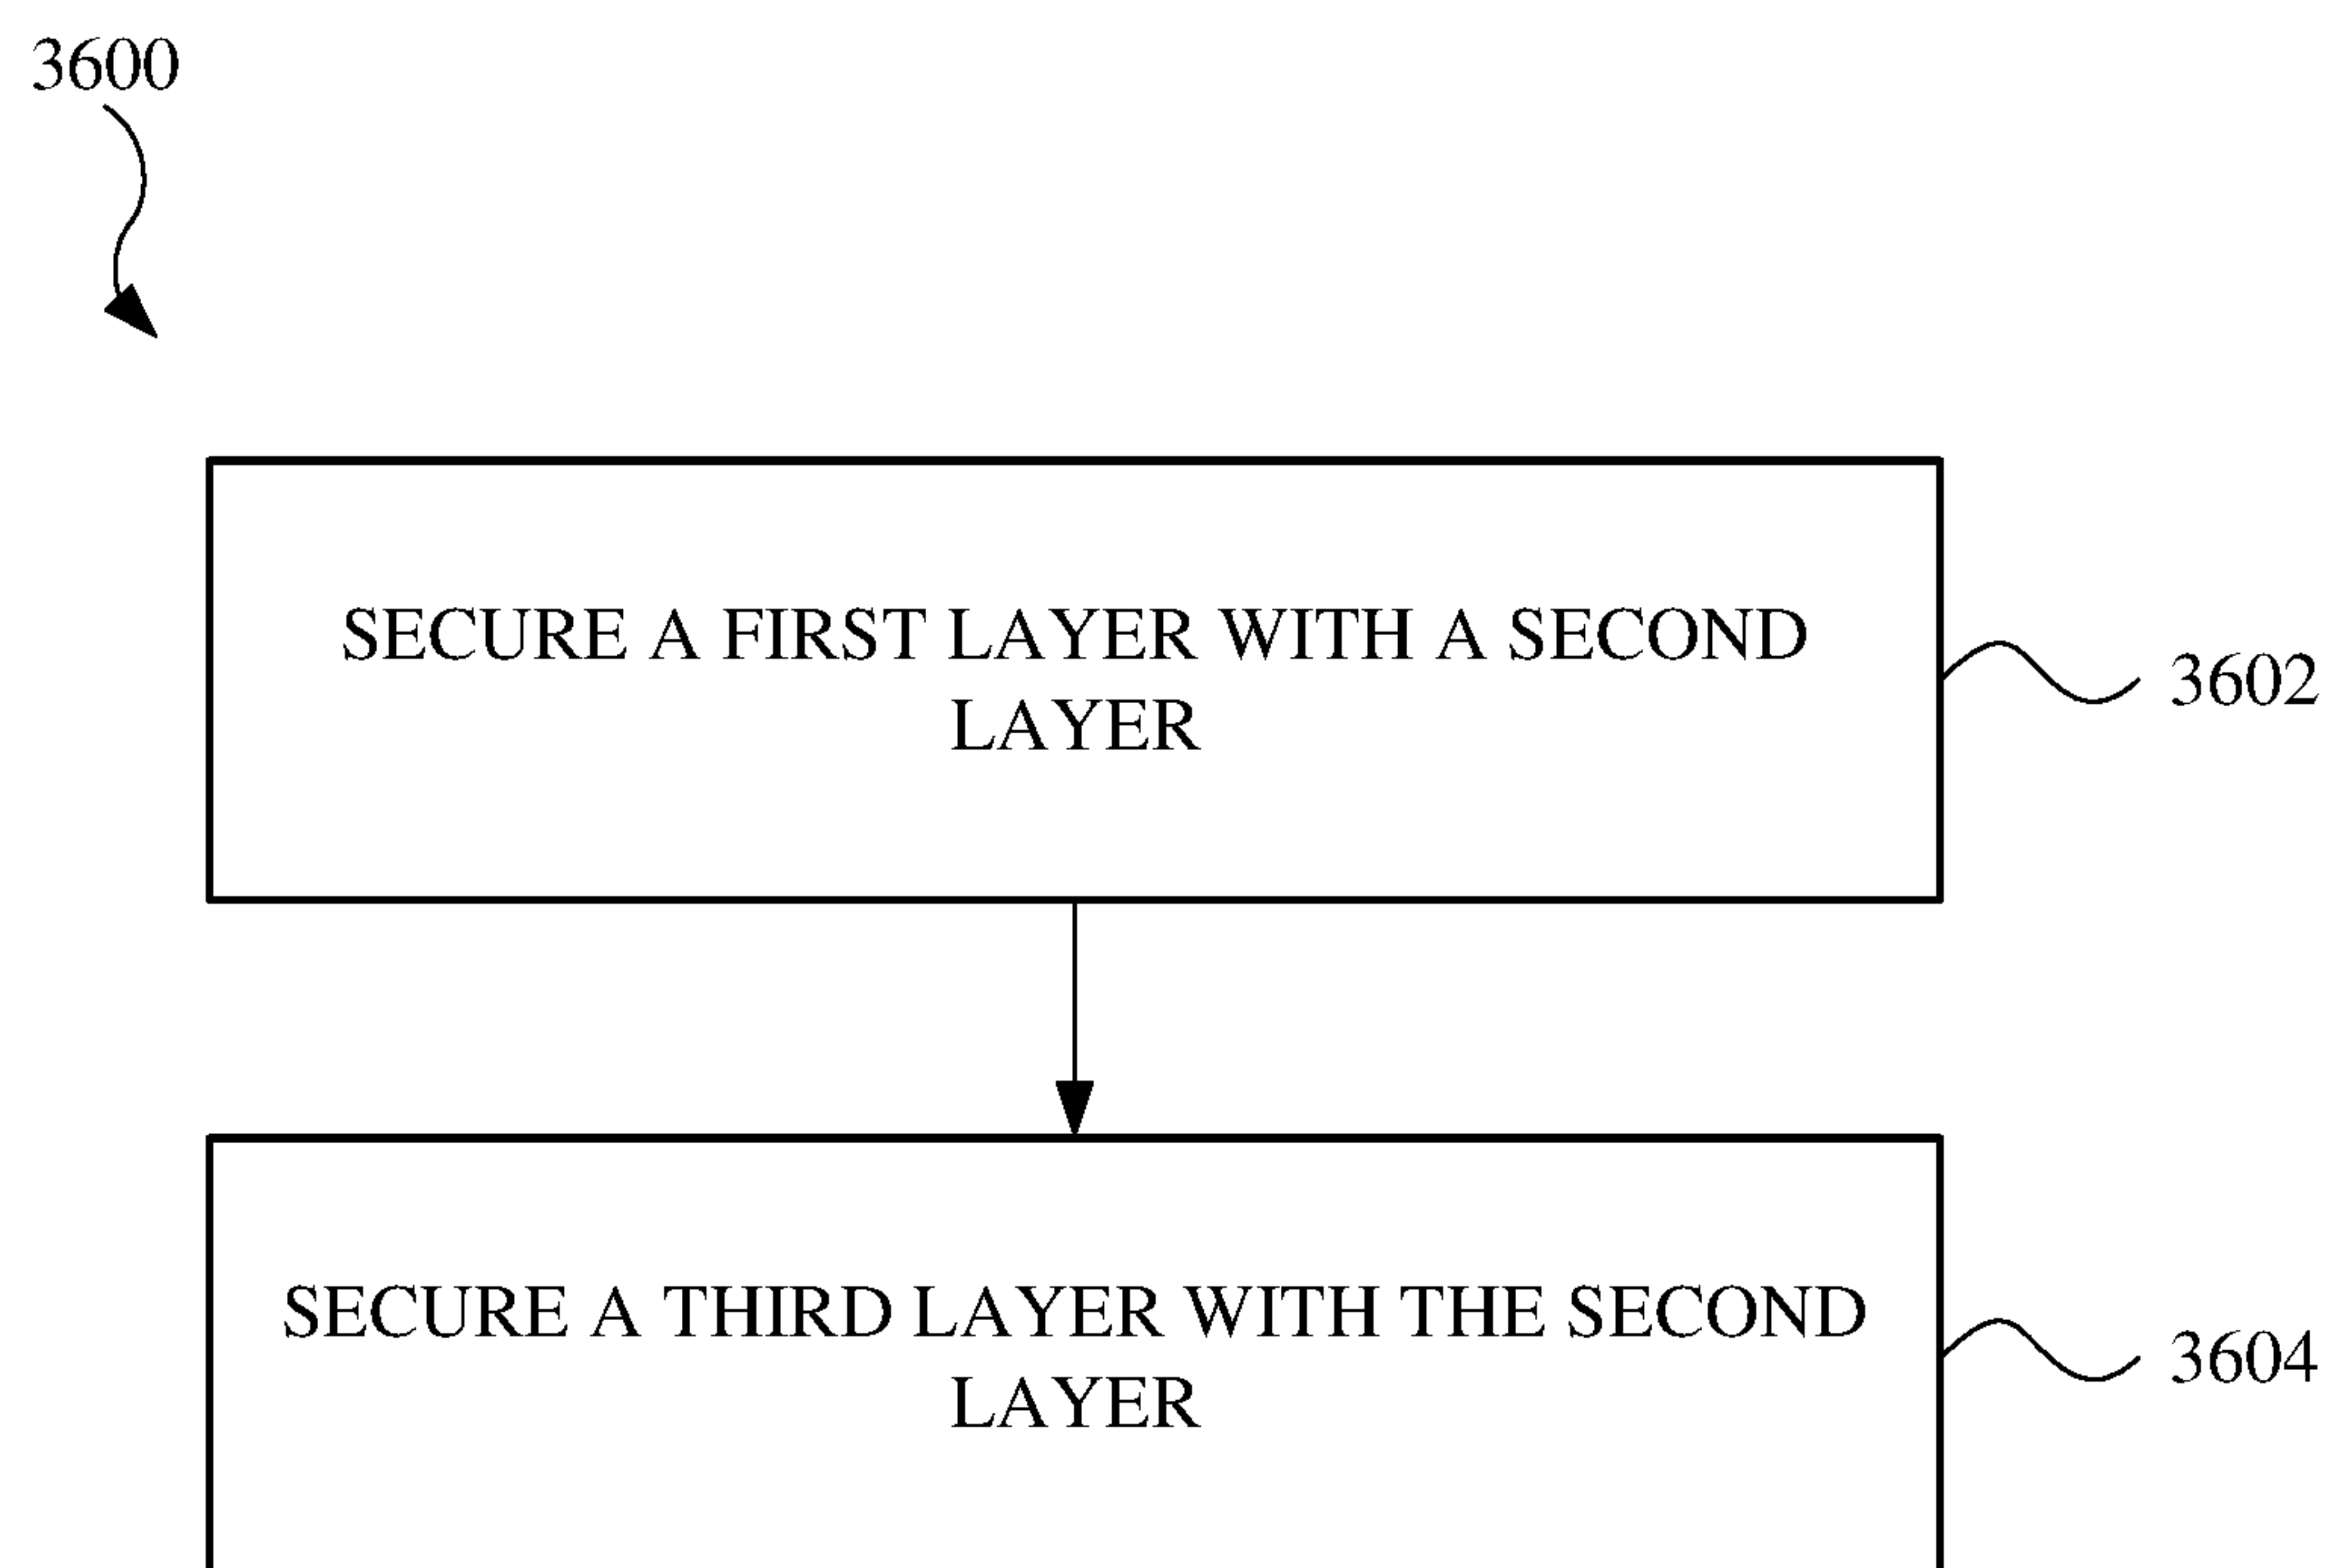 3600
SECURE A FIRST LAYER WITH A SECOND
LAYER
3602
SECURE A THIRD LAYER WITH THE SECOND
LAYER
3604